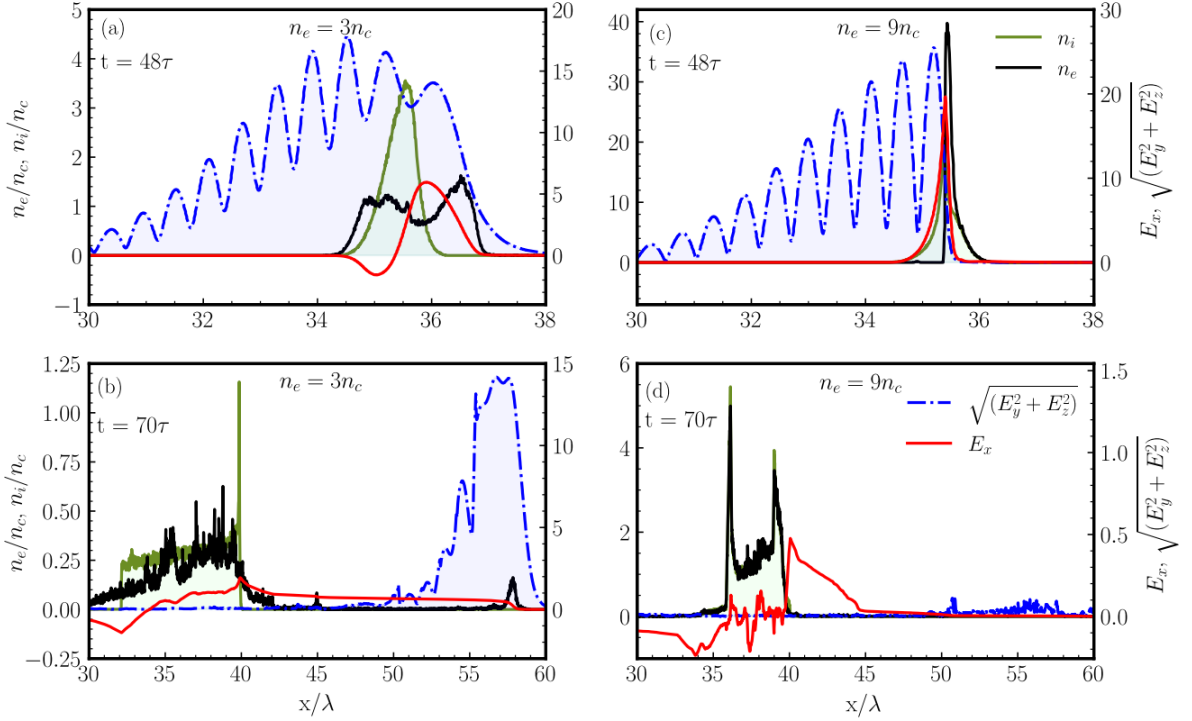 (a) n_e = 3n_c
t = 48τ
5
4
3
2
1
0
−1
20
15
10
5
0
30 32 34 36 38
n_e/n_c, n_i/n_c
(c) n_e = 9n_c
t = 48τ
n_i
n_e
40
30
20
10
0
30
20
10
0
30 32 34 36 38
E_x, √(E_y^2 + E_z^2)
(b) n_e = 3n_c
t = 70τ
1.25
1.00
0.75
0.50
0.25
0.00
−0.25
15
10
5
0
30 35 40 45 50 55 60
n_e/n_c, n_i/n_c
x/λ
(d) n_e = 9n_c
t = 70τ
√(E_y^2 + E_z^2)
E_x
6
4
2
0
1.5
1.0
0.5
0.0
30 35 40 45 50 55 60
E_x, √(E_y^2 + E_z^2)
x/λ